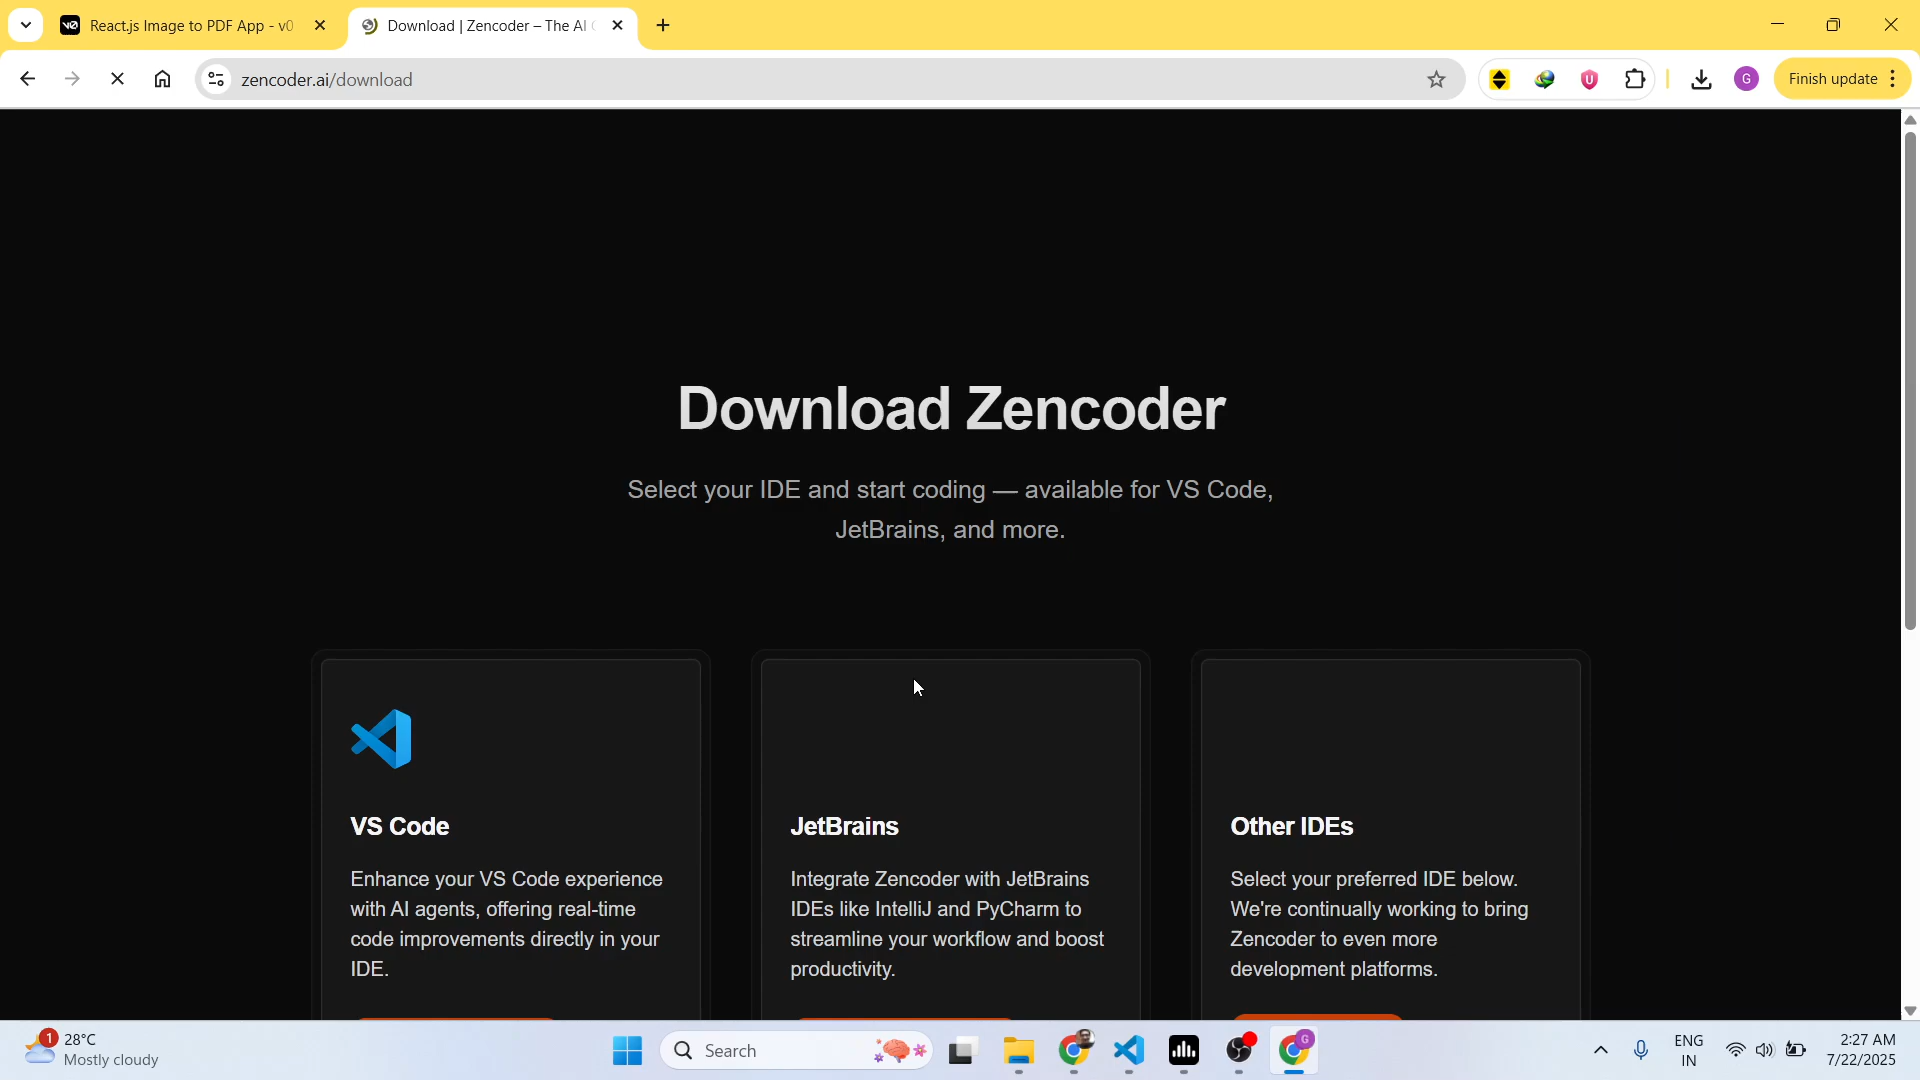 React.js Image to PDF App - v0
Download | Zencoder – The AI
zencoder.ai/download
G
Finish update
Download Zencoder
Select your IDE and start coding — available for VS Code,
JetBrains, and more.
VS Code
Enhance your VS Code experience
with AI agents, offering real-time
code improvements directly in your
IDE.
JetBrains
Integrate Zencoder with JetBrains
IDEs like IntelliJ and PyCharm to
streamline your workflow and boost
productivity.
Other IDEs
Select your preferred IDE below.
We're continually working to bring
Zencoder to even more
development platforms.
1
28°C
Mostly cloudy
Search
G
ENG
IN
2:27 AM
7/22/2025